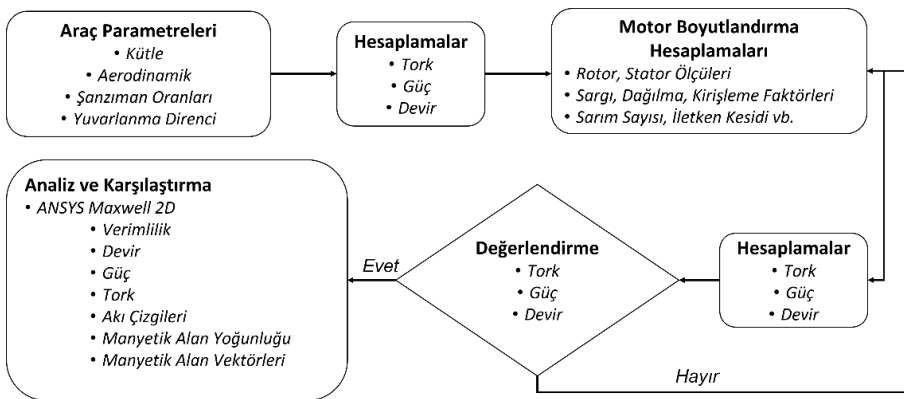 Araç Parametreleri
• Kütle
• Aerodinamik
• Şanzıman Oranları
• Yuvarlanma Direnci
Hesaplamalar
• Tork
• Güç
• Devir
Motor Boyutlandırma
Hesaplamaları
• Rotor, Stator Ölçüleri
• Sargı, Dağılma, Kirişleme Faktörleri
• Sarım Sayısı, İletken Kesidi vb.
Hesaplamalar
• Tork
• Güç
• Devir
Değerlendirme
• Tork
• Güç
• Devir
Evet
Hayır
Analiz ve Karşılaştırma
• ANSYS Maxwell 2D
• Verimlilik
• Devir
• Güç
• Tork
• Akı Çizgileri
• Manyetik Alan Yoğunluğu
• Manyetik Alan Vektörleri